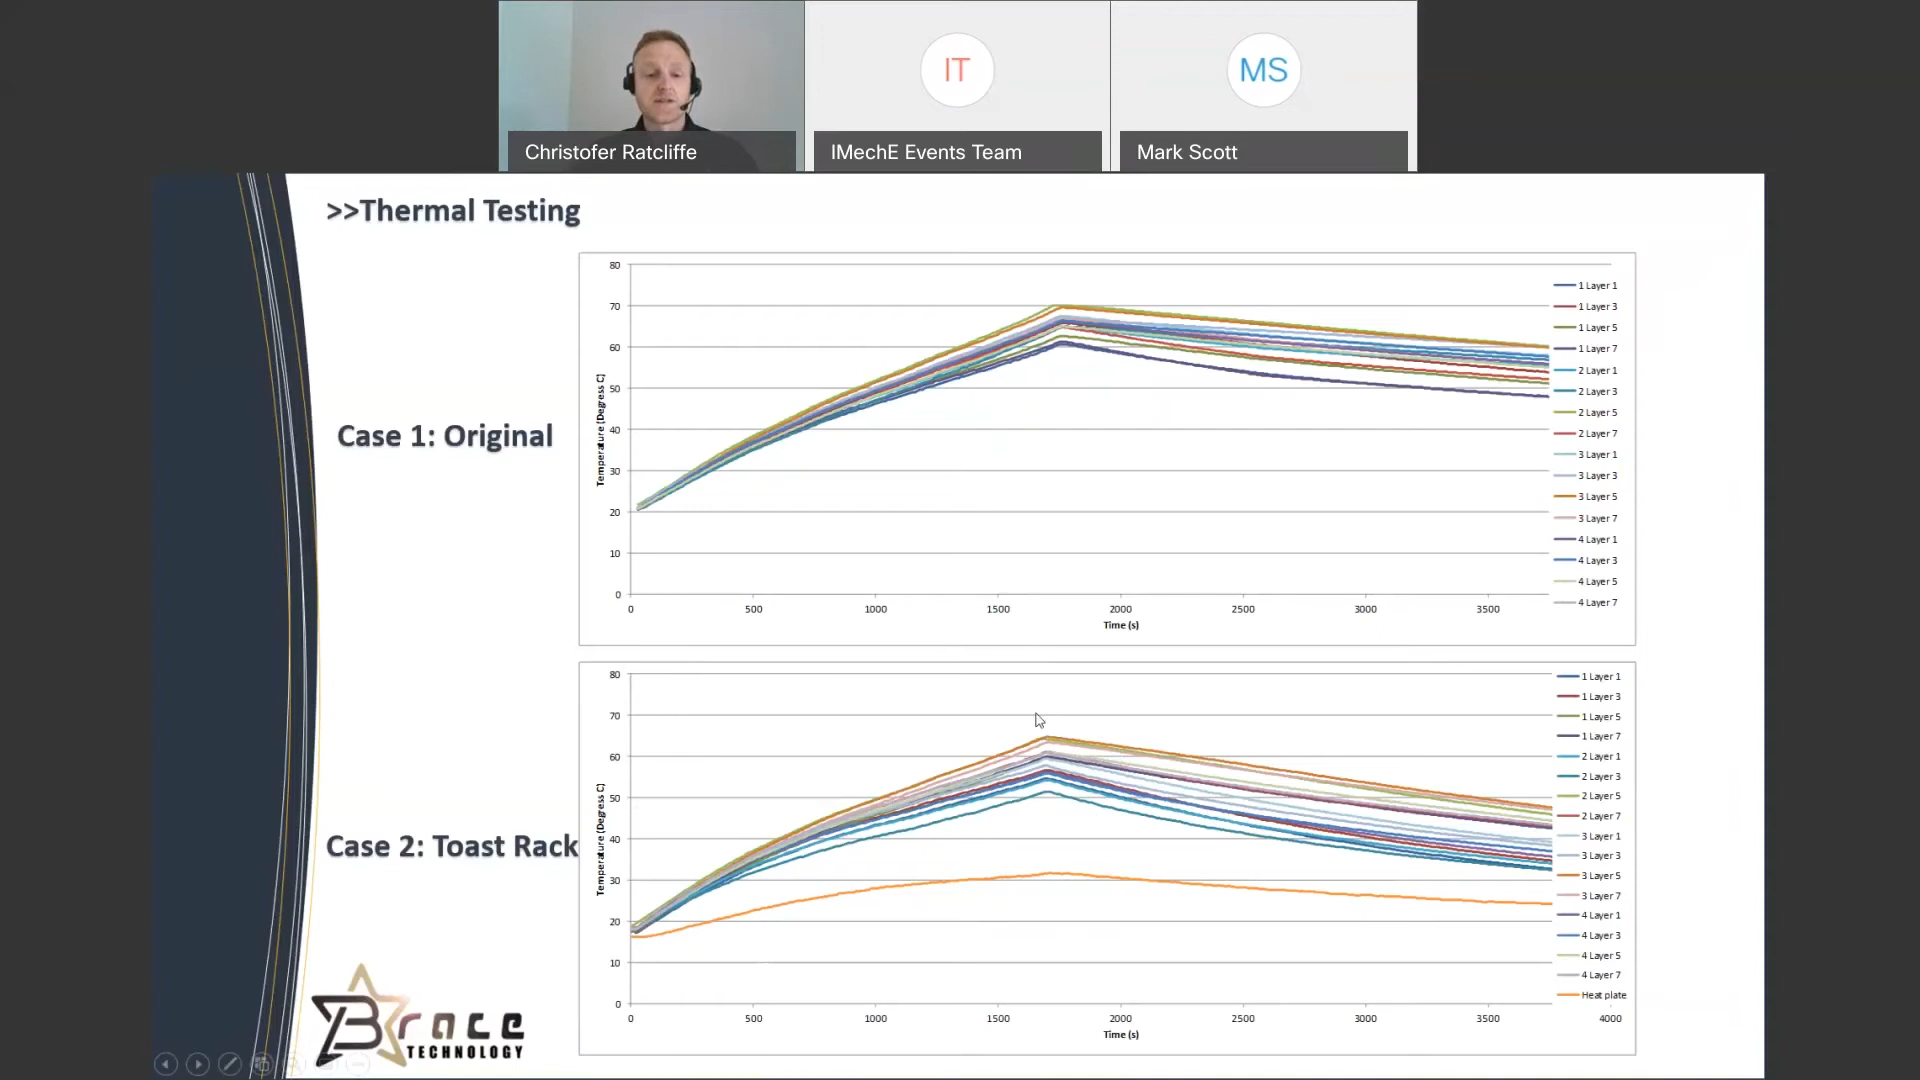 IT
MS
Christofer Ratcliffe
IMechE Events Team
Mark Scott
>>Thermal Testing
Case 1: Original
80
70
60
50
40
30
20
10
0
Temperature (Degress C)
0 500 1000 1500 2000 2500 3000 3500
Time (s)
1 Layer 1
1 Layer 3
1 Layer 5
1 Layer 7
2 Layer 1
2 Layer 3
2 Layer 5
2 Layer 7
3 Layer 1
3 Layer 3
3 Layer 5
3 Layer 7
4 Layer 1
4 Layer 3
4 Layer 5
4 Layer 7
Case 2: Toast Rack
80
70
60
50
40
30
20
10
0
Temperature (Degress C)
0 500 1000 1500 2000 2500 3000 3500 4000
Time (s)
1 Layer 1
1 Layer 3
1 Layer 5
1 Layer 7
2 Layer 1
2 Layer 3
2 Layer 5
2 Layer 7
3 Layer 1
3 Layer 3
3 Layer 5
3 Layer 7
4 Layer 1
4 Layer 3
4 Layer 5
4 Layer 7
Heat plate
Brace
TECHNOLOGY